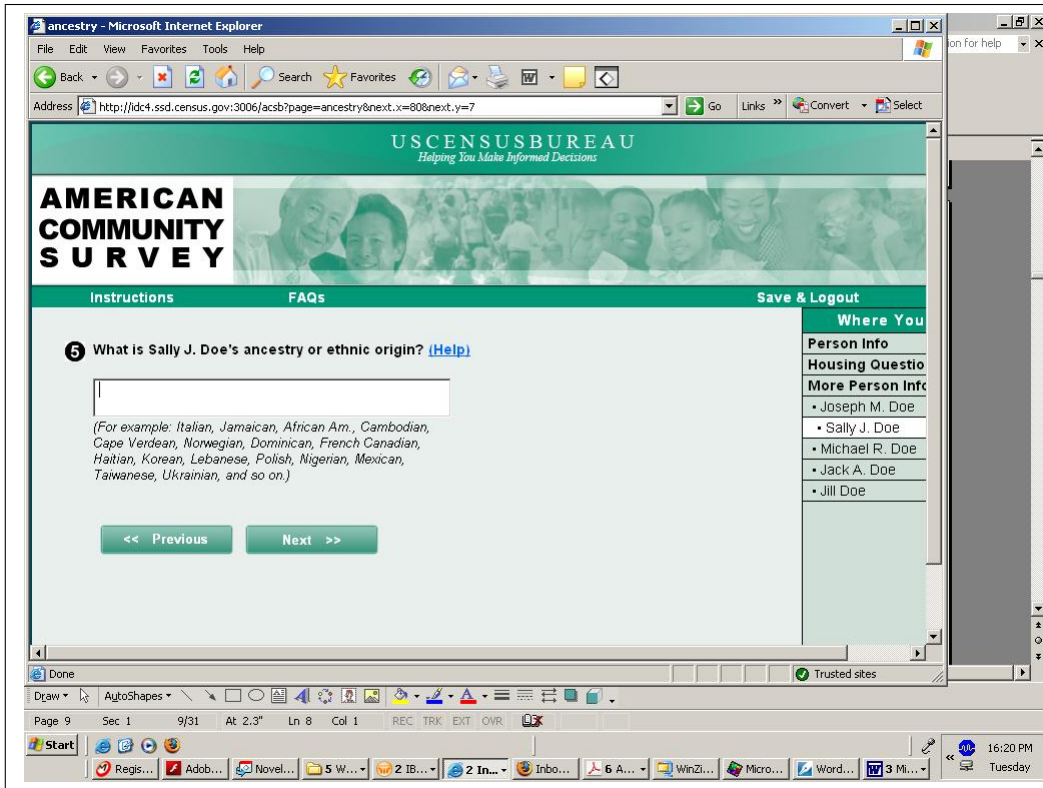 ancestry - Microsoft Internet Explorer
File Edit View Favorites Tools Help
ion for help
Back Search Favorites
Address http://idc4.ssd.census.gov:3006/acsb?page=ancestry&next.x=80&next.y=7 Go Links » Convert Select
USCENSUSBUREAU
Helping You Make Informed Decisions
AMERICAN
COMMUNITY
SURVEY
Instructions FAQs Save & Logout
Where You
Person Info
Housing Questio
More Person Info
• Joseph M. Doe
• Sally J. Doe
• Michael R. Doe
• Jack A. Doe
• Jill Doe
5 What is Sally J. Doe's ancestry or ethnic origin? (Help)
(For example: Italian, Jamaican, African Am., Cambodian,
Cape Verdean, Norwegian, Dominican, French Canadian,
Haitian, Korean, Lebanese, Polish, Nigerian, Mexican,
Taiwanese, Ukrainian, and so on.)
<< Previous Next >>
Done Trusted sites
Draw AutoShapes
Page 9 Sec 1 9/31 At 2.3" Ln 8 Col 1 REC TRK EXT OVR
Start 16:20 PM
Regis... Adob... Novel... 5 W... 2 IB... 2 In... Inbo... 6 A... WinZi... Micro... Word... 3 Mi... « Tuesday